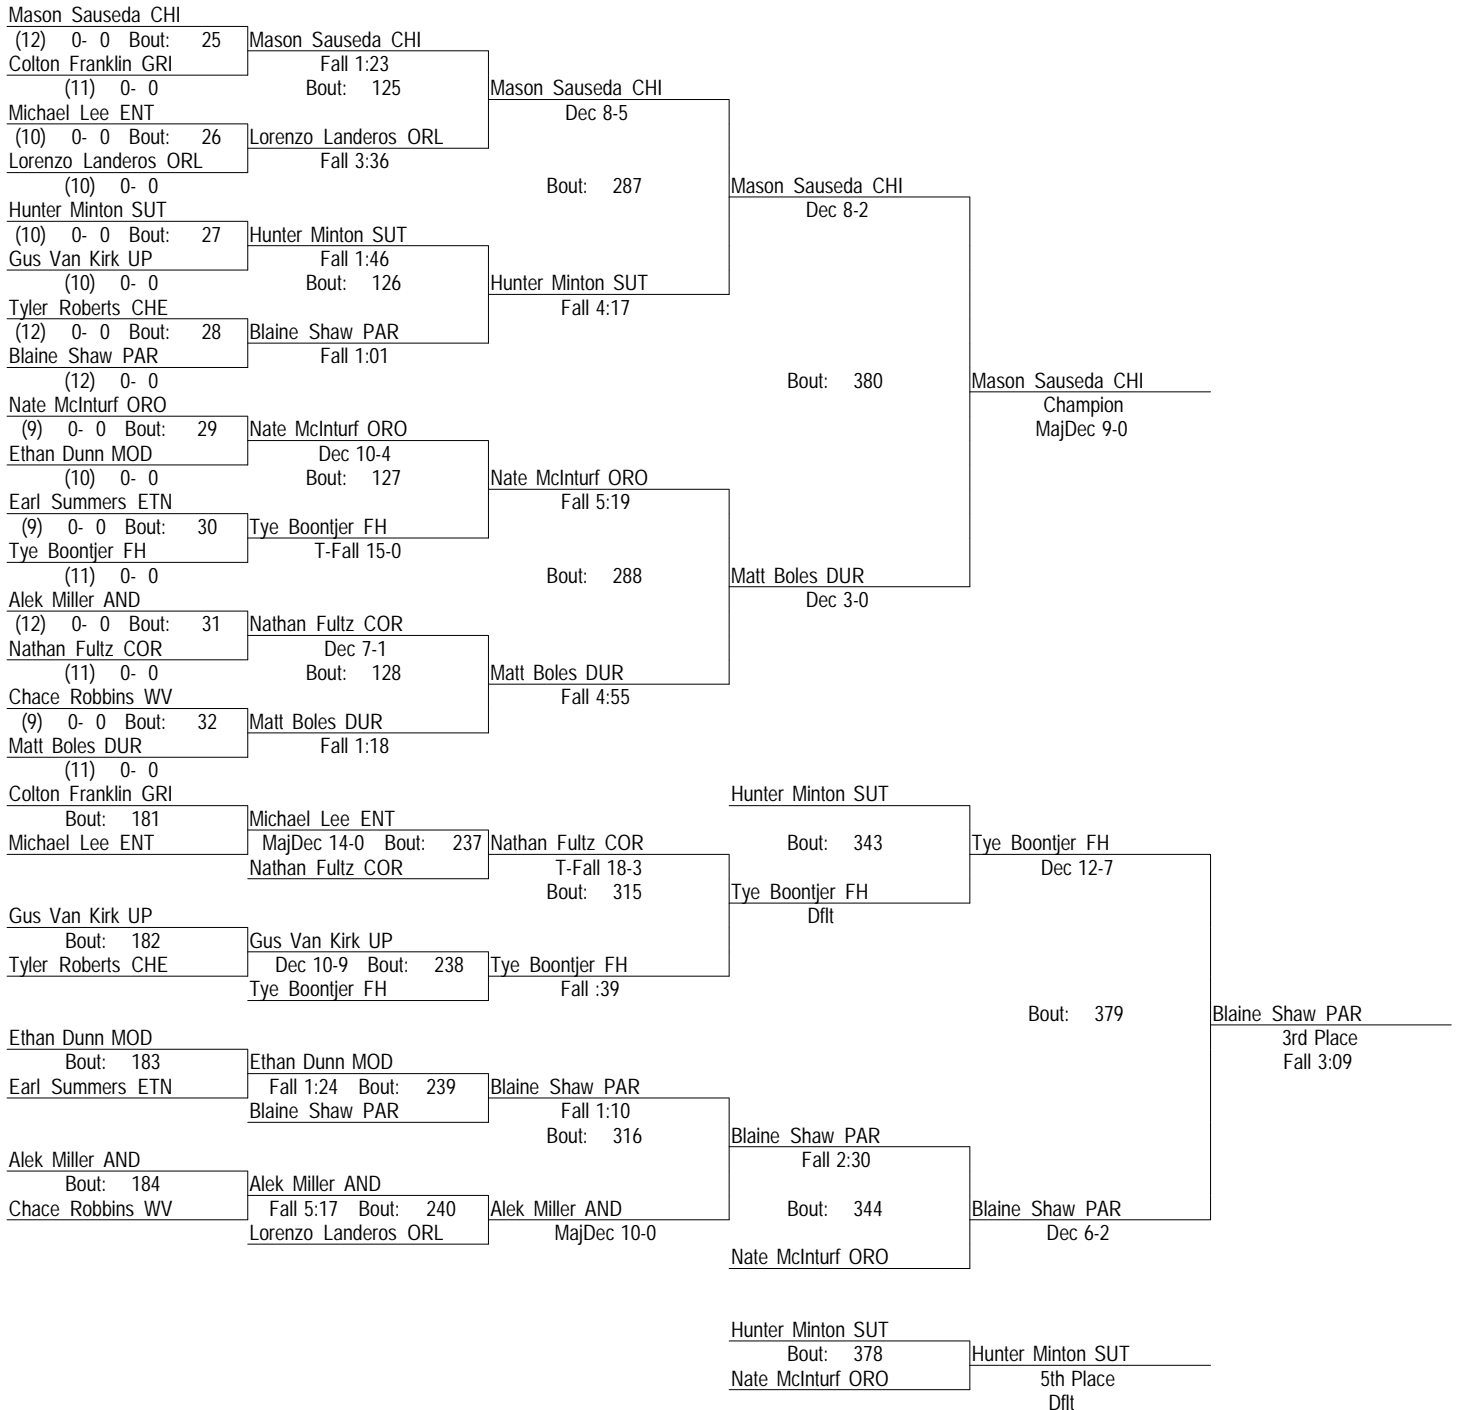 Mason Sauseda CHI
(12) 0- 0 Bout: 25 Mason Sauseda CHI
Colton Franklin GRI Fall 1:23
(11) 0- 0 Bout: 125 Mason Sauseda CHI
Michael Lee ENT Dec 8-5
(10) 0- 0 Bout: 26 Lorenzo Landeros ORL
Lorenzo Landeros ORL Fall 3:36
(10) 0- 0 Bout: 287 Mason Sauseda CHI
Hunter Minton SUT Dec 8-2
(10) 0- 0 Bout: 27 Hunter Minton SUT
Gus Van Kirk UP Fall 1:46
(10) 0- 0 Bout: 126 Hunter Minton SUT
Tyler Roberts CHE Fall 4:17
(12) 0- 0 Bout: 28 Blaine Shaw PAR
Blaine Shaw PAR Fall 1:01
(12) 0- 0 Bout: 380 Mason Sauseda CHI
Nate McInturf ORO Champion
(9) 0- 0 Bout: 29 Nate McInturf ORO MajDec 9-0
Ethan Dunn MOD Dec 10-4
(10) 0- 0 Bout: 127 Nate McInturf ORO
Earl Summers ETN Fall 5:19
(9) 0- 0 Bout: 30 Tye Boontjer FH
Tye Boontjer FH T-Fall 15-0
(11) 0- 0 Bout: 288 Matt Boles DUR
Alek Miller AND Dec 3-0
(12) 0- 0 Bout: 31 Nathan Fultz COR
Nathan Fultz COR Dec 7-1
(11) 0- 0 Bout: 128 Matt Boles DUR
Chace Robbins WV Fall 4:55
(9) 0- 0 Bout: 32 Matt Boles DUR
Matt Boles DUR Fall 1:18
(11) 0- 0
Colton Franklin GRI Hunter Minton SUT
Bout: 181 Michael Lee ENT
Michael Lee ENT MajDec 14-0 Bout: 237 Nathan Fultz COR Bout: 343 Tye Boontjer FH
Nathan Fultz COR T-Fall 18-3 Dec 12-7
Bout: 315 Tye Boontjer FH
Gus Van Kirk UP Dflt
Bout: 182 Gus Van Kirk UP
Tyler Roberts CHE Dec 10-9 Bout: 238 Tye Boontjer FH
Tye Boontjer FH Fall :39
Bout: 379 Blaine Shaw PAR
Ethan Dunn MOD 3rd Place
Bout: 183 Ethan Dunn MOD Fall 3:09
Earl Summers ETN Fall 1:24 Bout: 239 Blaine Shaw PAR
Blaine Shaw PAR Fall 1:10
Bout: 316 Blaine Shaw PAR
Alek Miller AND Fall 2:30
Bout: 184 Alek Miller AND
Chace Robbins WV Fall 5:17 Bout: 240 Alek Miller AND Bout: 344 Blaine Shaw PAR
Lorenzo Landeros ORL MajDec 10-0 Dec 6-2
Nate McInturf ORO
Hunter Minton SUT
Bout: 378 Hunter Minton SUT
Nate McInturf ORO 5th Place
Dflt